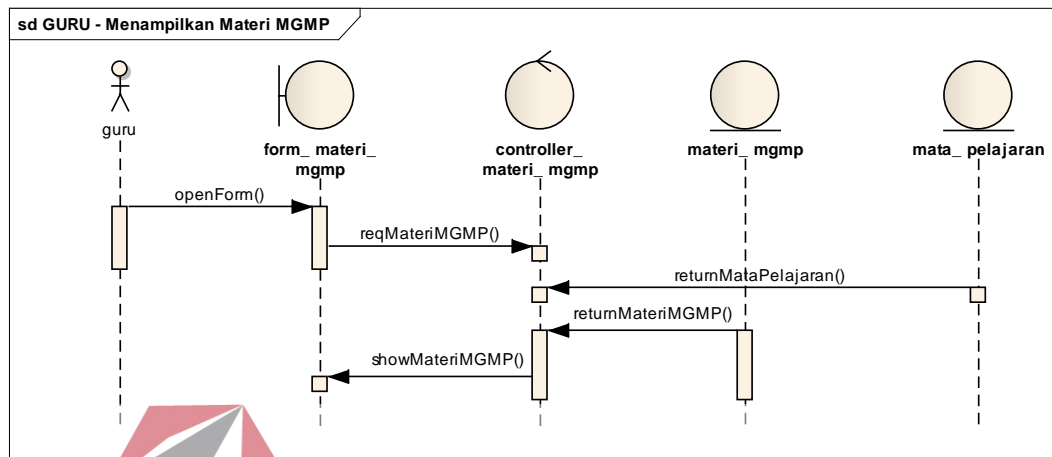 sd GURU - Menampilkan Materi MGMP
guru
form_ materi_
mgmp
controller_
materi_ mgmp
materi_ mgmp
mata_ pelajaran
openForm()
reqMateriMGMP()
returnMataPelajaran()
returnMateriMGMP()
showMateriMGMP()